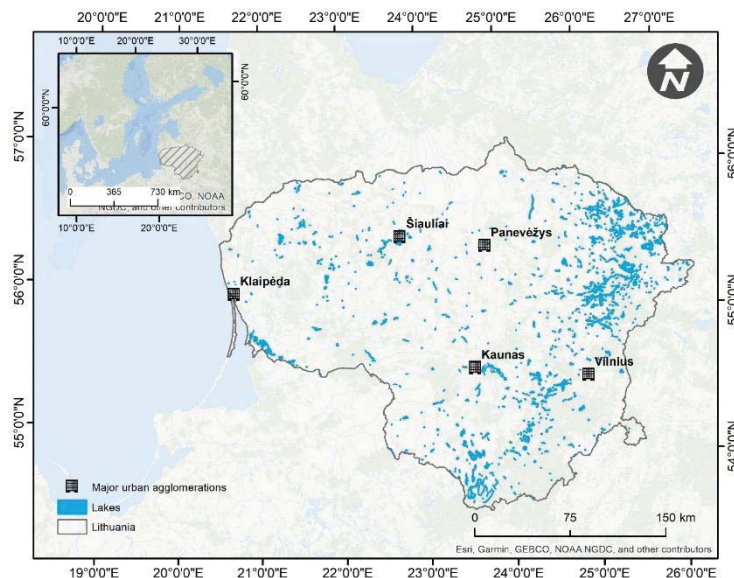 20°0'0"E 21°0'0"E 22°0'0"E 23°0'0"E 24°0'0"E 25°0'0"E 26°0'0"E 27°0'0"E
10°0'0"E 20°0'0"E 30°0'0"E
60°0'0"N
60°0'0"N
0 365 730 km
CO, NOAA
NGDC, and other contributors
10°0'0"E 20°0'0"E
N
57°0'0"N
56°0'0"N
55°0'0"N
56°0'0"N
55°0'0"N
54°0'0"N
Šiauliai
Panevėžys
Klaipėda
Kaunas
Vilnius
Major urban agglomerations
Lakes
Lithuania
0 75 150 km
Esri, Garmin, GEBCO, NOAA NGDC, and other contributors
19°0'0"E 20°0'0"E 21°0'0"E 22°0'0"E 23°0'0"E 24°0'0"E 25°0'0"E 26°0'0"E